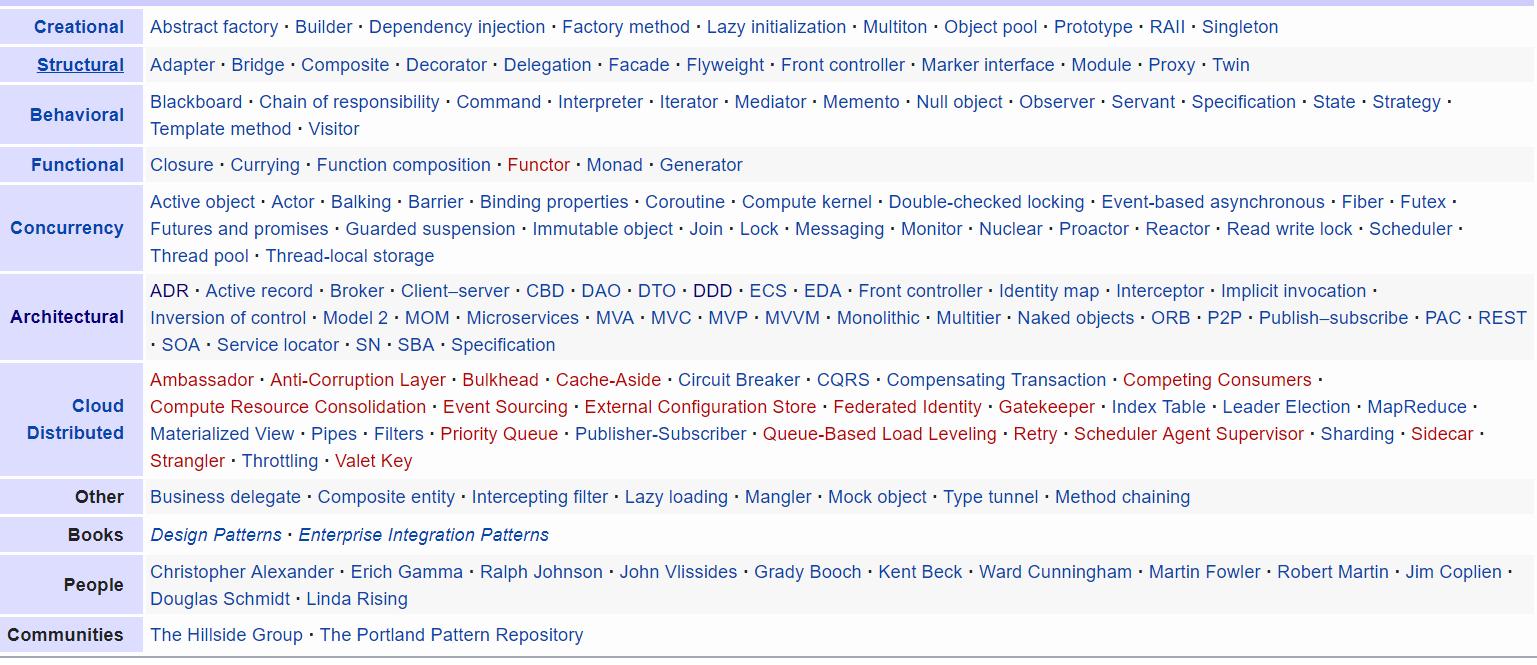 Creational Abstract factory · Builder · Dependency injection · Factory method · Lazy initialization · Multiton · Object pool · Prototype · RAII · Singleton
Structural Adapter · Bridge · Composite · Decorator · Delegation · Facade · Flyweight · Front controller · Marker interface · Module · Proxy · Twin
Behavioral Blackboard · Chain of responsibility · Command · Interpreter · Iterator · Mediator · Memento · Null object · Observer · Servant · Specification · State · Strategy ·
Template method · Visitor
Functional Closure · Currying · Function composition · Functor · Monad · Generator
Concurrency Active object · Actor · Balking · Barrier · Binding properties · Coroutine · Compute kernel · Double-checked locking · Event-based asynchronous · Fiber · Futex ·
Futures and promises · Guarded suspension · Immutable object · Join · Lock · Messaging · Monitor · Nuclear · Proactor · Reactor · Read write lock · Scheduler ·
Thread pool · Thread-local storage
Architectural ADR · Active record · Broker · Client–server · CBD · DAO · DTO · DDD · ECS · EDA · Front controller · Identity map · Interceptor · Implicit invocation ·
Inversion of control · Model 2 · MOM · Microservices · MVA · MVC · MVP · MVVM · Monolithic · Multitier · Naked objects · ORB · P2P · Publish–subscribe · PAC · REST
· SOA · Service locator · SN · SBA · Specification
Cloud Distributed Ambassador · Anti-Corruption Layer · Bulkhead · Cache-Aside · Circuit Breaker · CQRS · Compensating Transaction · Competing Consumers ·
Compute Resource Consolidation · Event Sourcing · External Configuration Store · Federated Identity · Gatekeeper · Index Table · Leader Election · MapReduce ·
Materialized View · Pipes · Filters · Priority Queue · Publisher-Subscriber · Queue-Based Load Leveling · Retry · Scheduler Agent Supervisor · Sharding · Sidecar ·
Strangler · Throttling · Valet Key
Other Business delegate · Composite entity · Intercepting filter · Lazy loading · Mangler · Mock object · Type tunnel · Method chaining
Books Design Patterns · Enterprise Integration Patterns
People Christopher Alexander · Erich Gamma · Ralph Johnson · John Vlissides · Grady Booch · Kent Beck · Ward Cunningham · Martin Fowler · Robert Martin · Jim Coplien ·
Douglas Schmidt · Linda Rising
Communities The Hillside Group · The Portland Pattern Repository